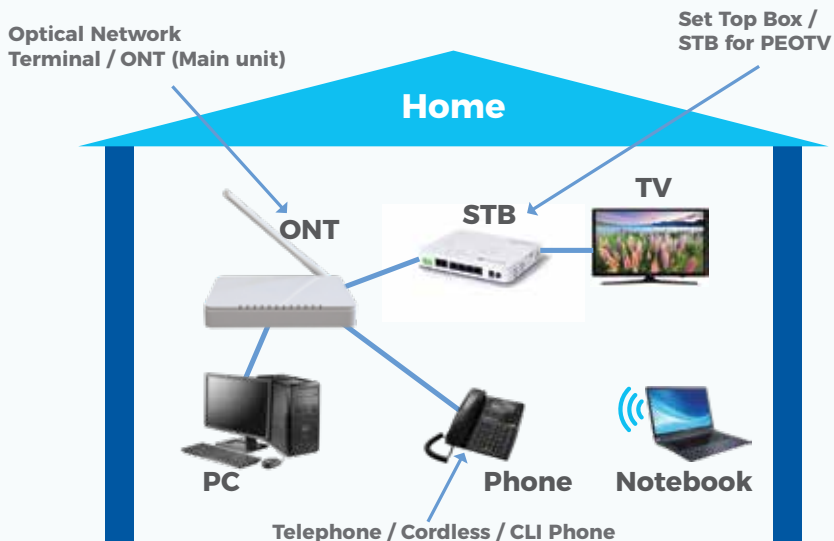 Optical Network
Terminal / ONT (Main unit)
Set Top Box /
STB for PEOTV
Home
TV
STB
ONT
PC
Phone
Notebook
Telephone / Cordless / CLI Phone